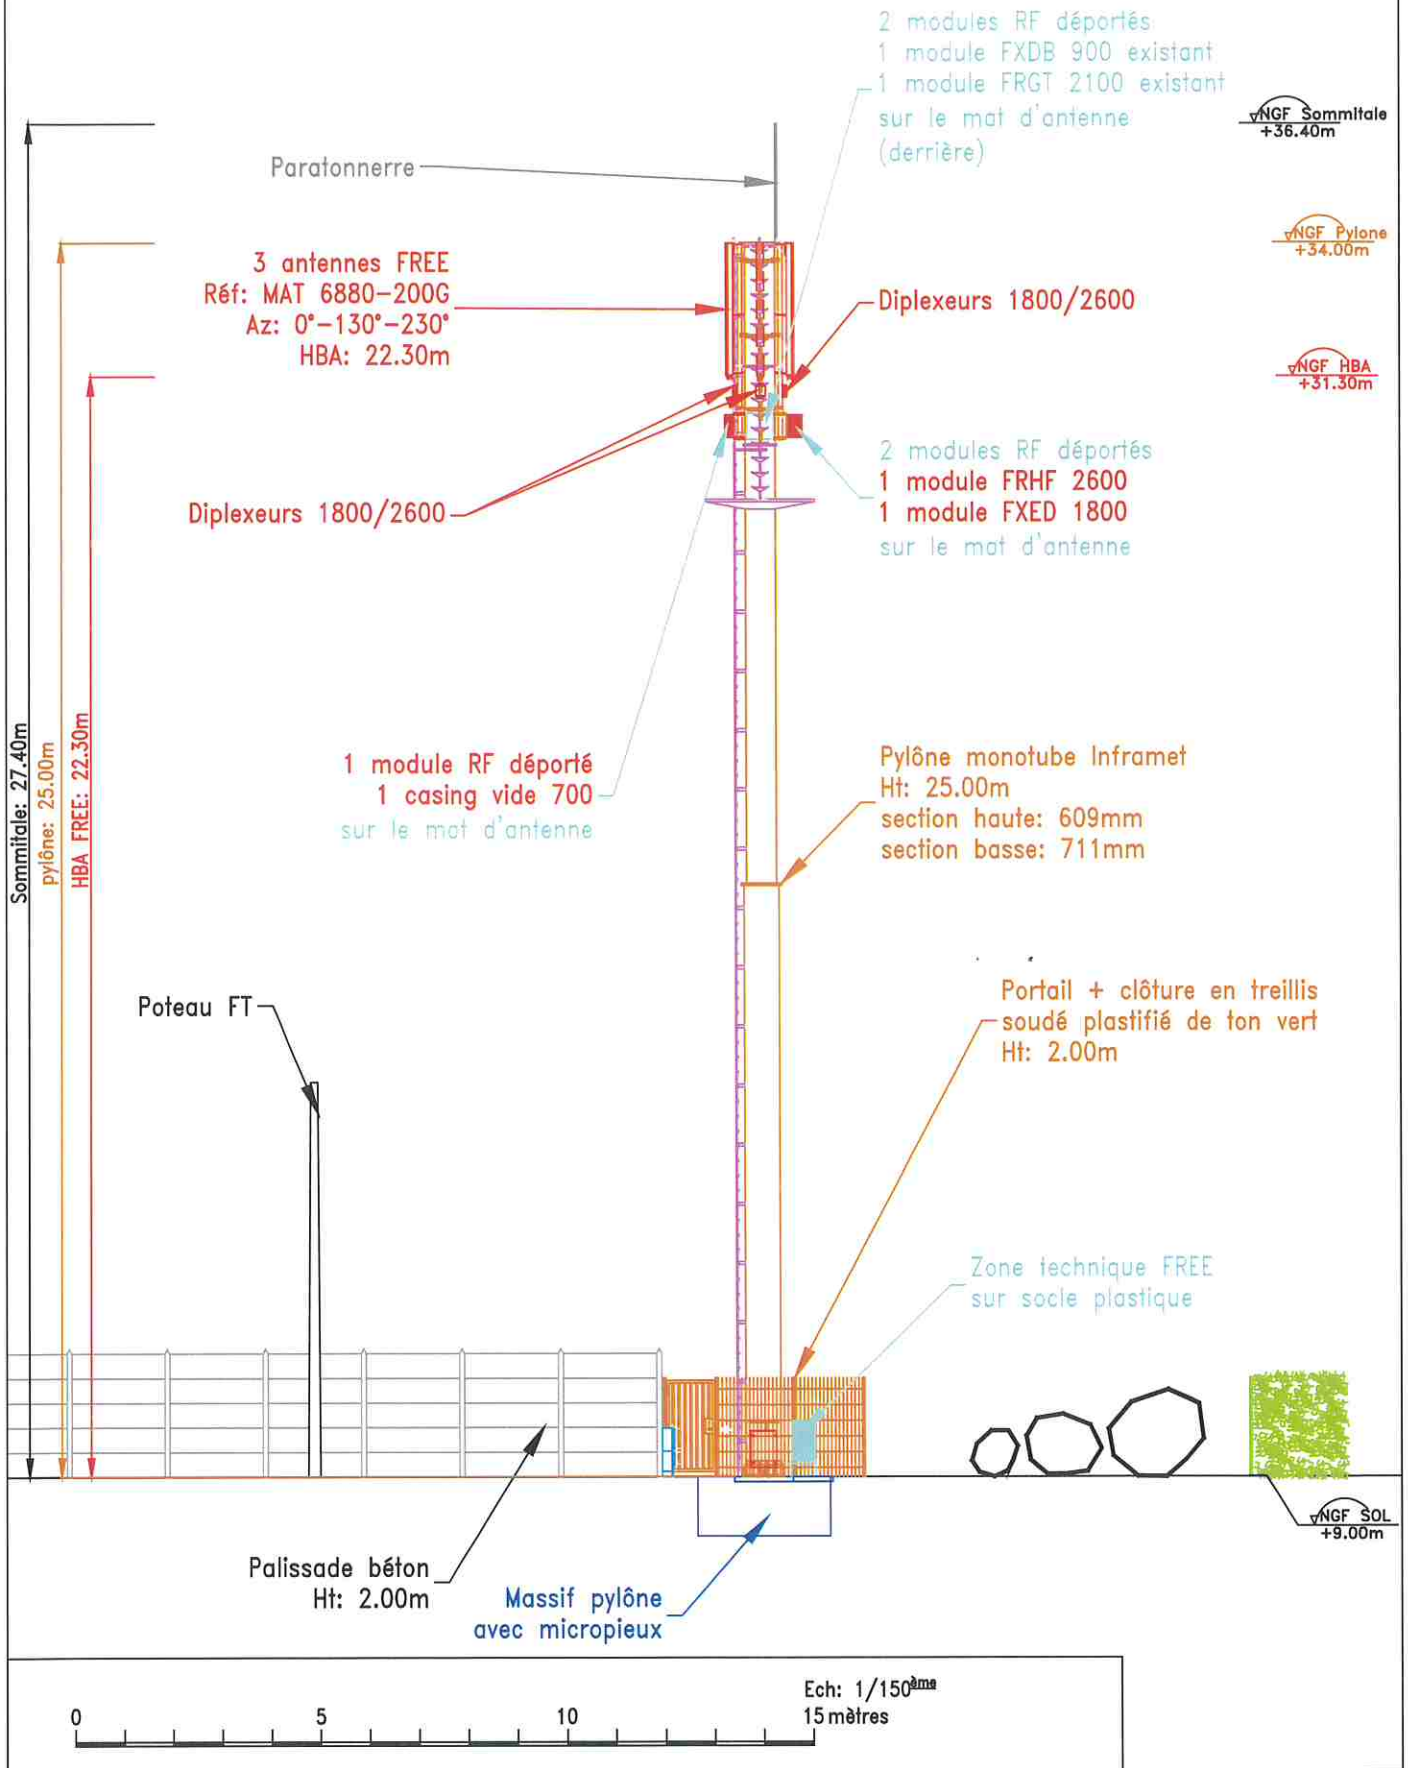 2 modules RF déportés
1 module FXDB 900 existant
1 module FRGT 2100 existant
sur le mat d'antenne
(derrière)
NGF Sommitale
+36.40m
Paratonnerre
NGF Pylone
+34.00m
3 antennes FREE
Réf: MAT 6880-200G
Az: 0°-130°-230°
HBA: 22.30m
Diplexeurs 1800/2600
NGF HBA
+31.30m
2 modules RF déportés
1 module FRHF 2600
1 module FXED 1800
sur le mat d'antenne
Diplexeurs 1800/2600
Sommitale: 27.40m
pylône: 25.00m
HBA FREE: 22.30m
1 module RF déporté
1 casing vide 700
sur le mat d'antenne
Pylône monotube Inframet
Ht: 25.00m
section haute: 609mm
section basse: 711mm
Poteau FT
Portail + clôture en treillis
soudé plastifié de ton vert
Ht: 2.00m
Zone technique FREE
sur socle plastique
NGF SOL
+9.00m
Palissade béton
Ht: 2.00m
Massif pylône
avec micropieux
Ech: 1/150ème
0 5 10 15 mètres